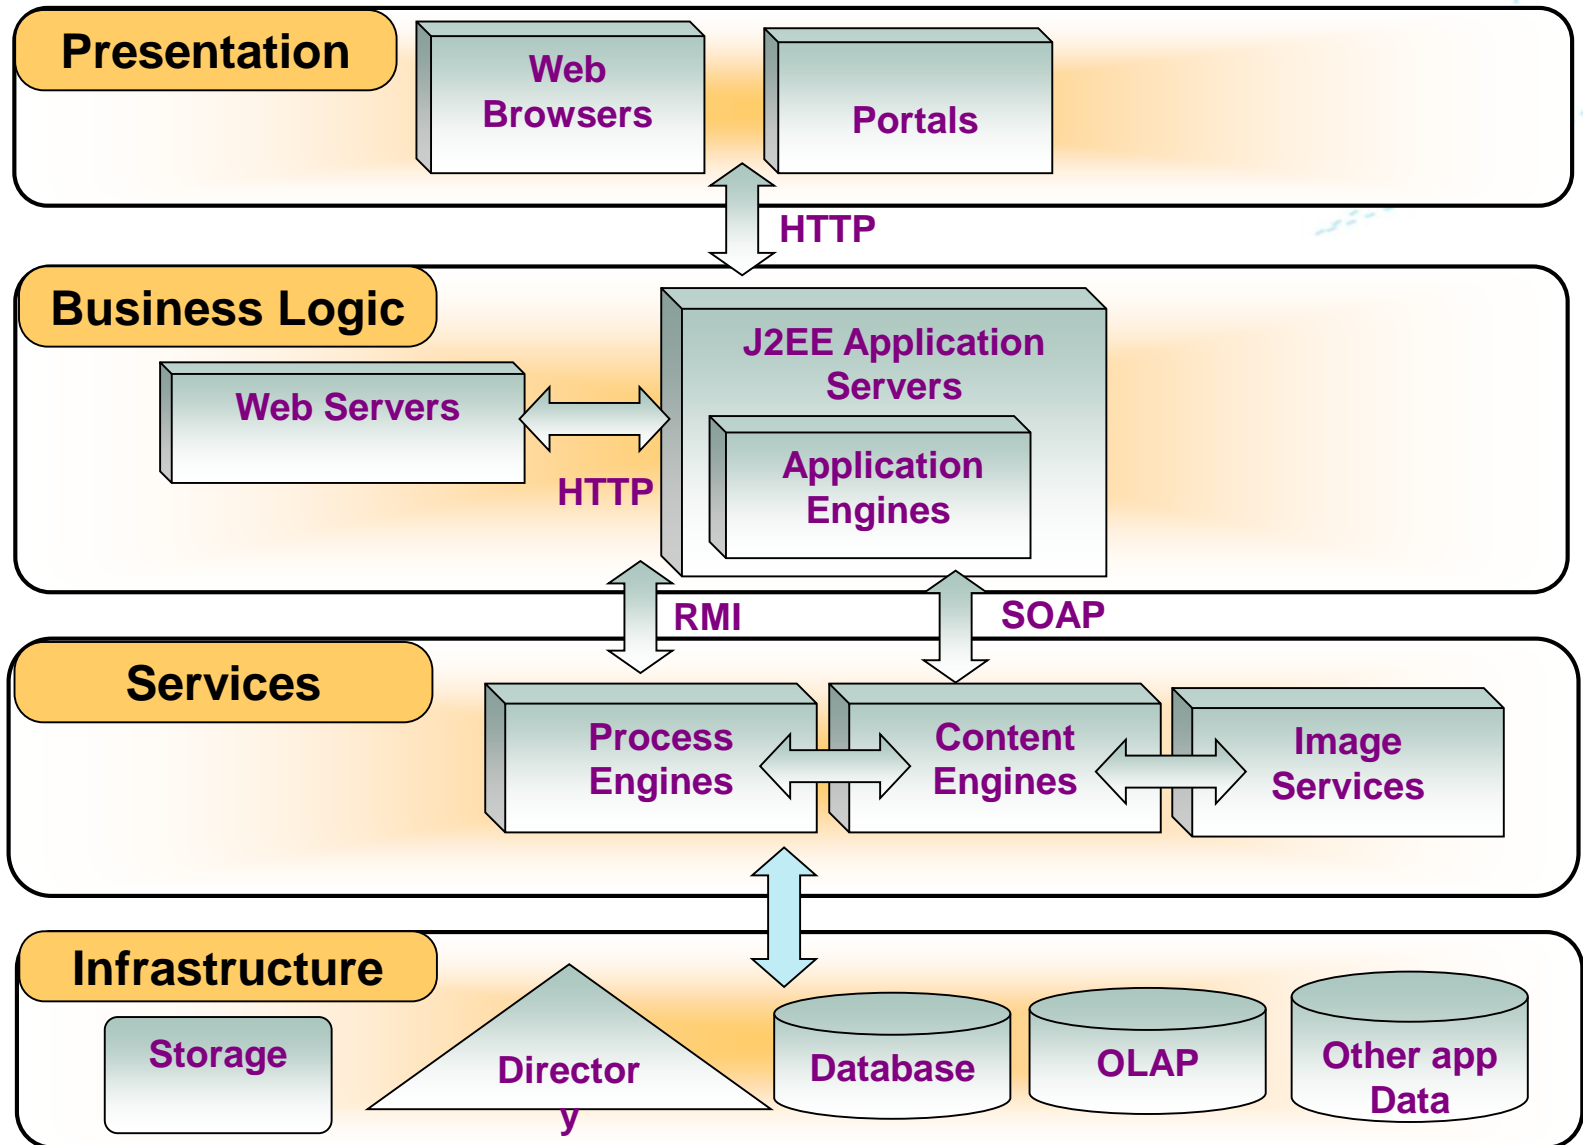 Presentation
Web
Browsers
Portals
HTTP
Business Logic
J2EE Application
Servers
Web Servers
Application
Engines
HTTP
RMI
SOAP
Services
Process
Engines
Content
Engines
Image
Services
Infrastructure
Storage
Director
y
Database
OLAP
Other app
Data